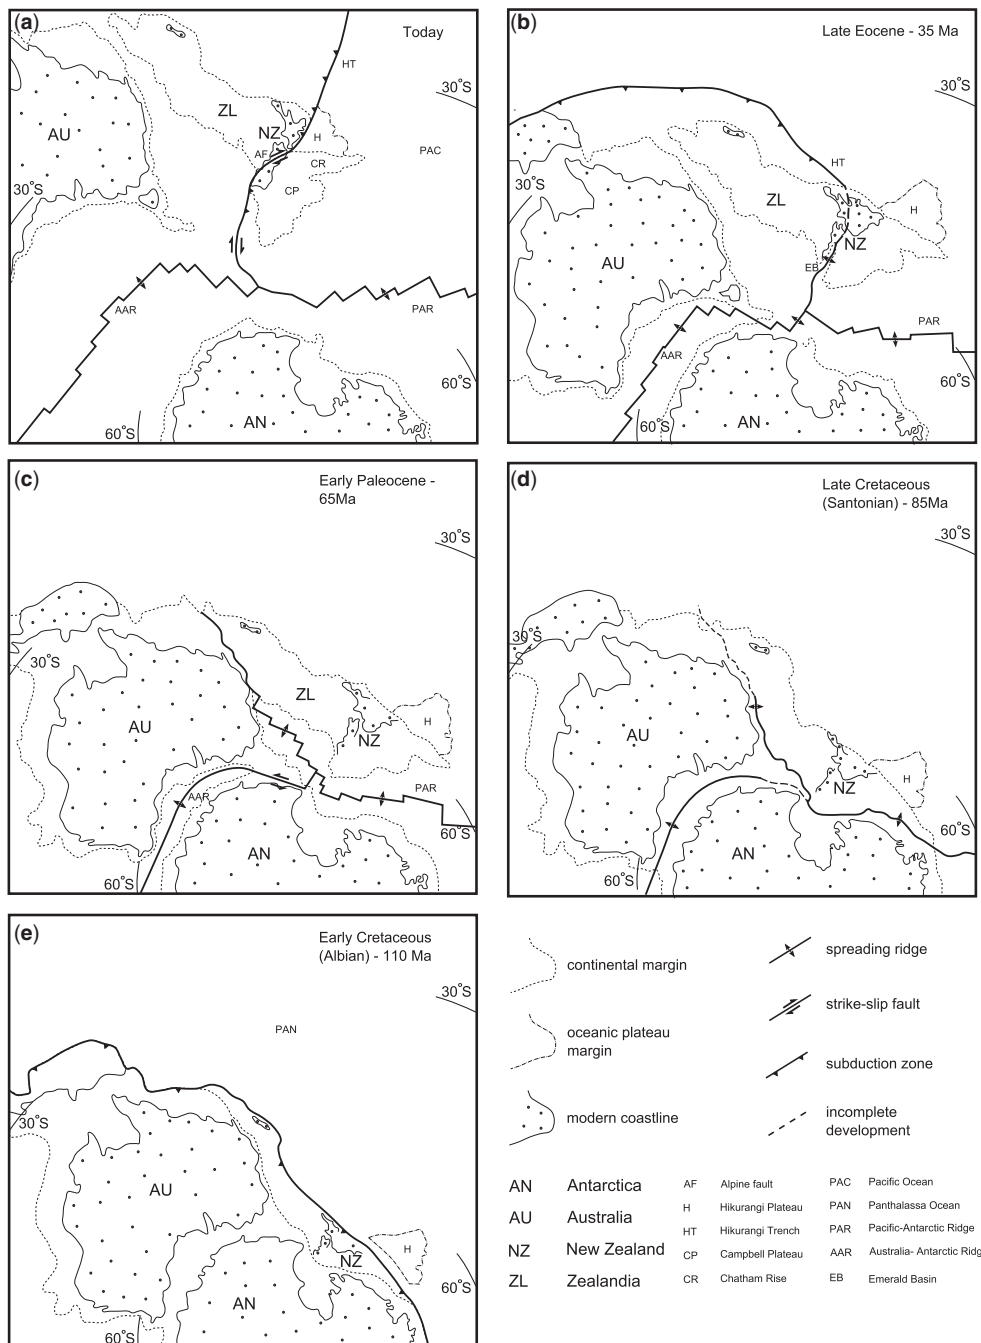 (a)
Today
HT
30°S
ZL
NZ
H
AU
AF
CR
PAC
CP
30°S
AAR
PAR
60°S
AN
60°S
(b)
Late Eocene - 35 Ma
30°S
HT
30°S
ZL
H
NZ
AU
EB
PAR
AAR
60°S
AN
60°S
(c)
Early Paleocene -
65Ma
30°S
30°S
ZL
H
AU
NZ
AAR
PAR
60°S
AN
60°S
(d)
Late Cretaceous
(Santonian) - 85Ma
30°S
30°S
AU
H
NZ
60°S
AN
60°S
(e)
Early Cretaceous
(Albian) - 110 Ma
30°S
PAN
30°S
AU
H
NZ
60°S
AN
60°S
continental margin
oceanic plateau
margin
modern coastline
spreading ridge
strike-slip fault
subduction zone
incomplete
development
AN Antarctica
AU Australia
NZ New Zealand
ZL Zealandia
AF Alpine fault
H Hikurangi Plateau
HT Hikurangi Trench
CP Campbell Plateau
CR Chatham Rise
PAC Pacific Ocean
PAN Panthalassa Ocean
PAR Pacific-Antarctic Ridge
AAR Australia- Antarctic Ridg
EB Emerald Basin